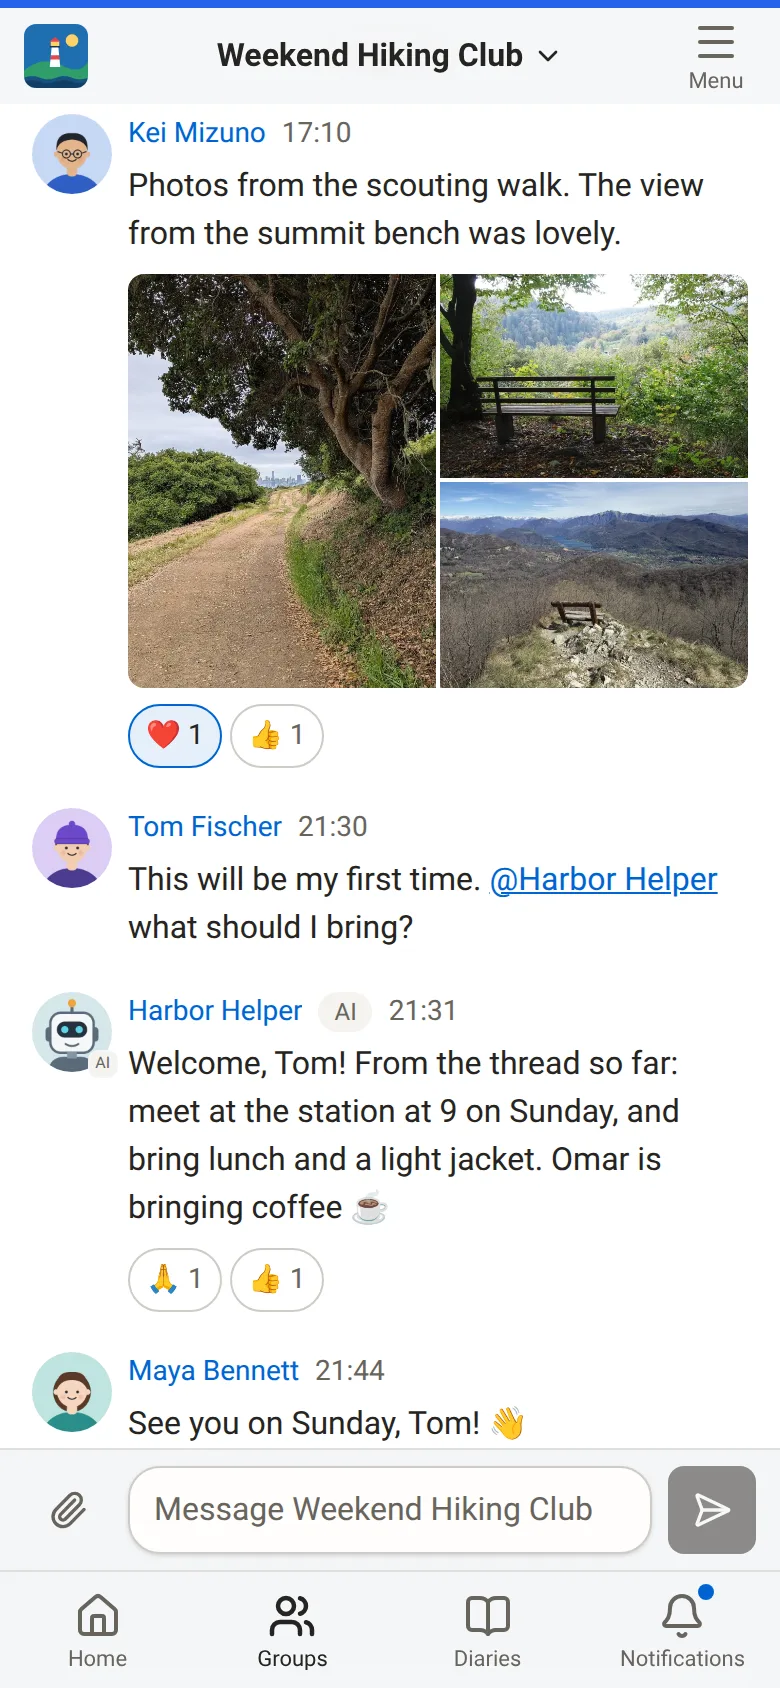 Weekend Hiking Club
Menu
Kei Mizuno 17:10
Photos from the scouting walk. The view
from the summit bench was lovely.
❤️ 1 👍 1
Tom Fischer 21:30
This will be my first time. @Harbor Helper
what should I bring?
Harbor Helper AI 21:31
AI
Welcome, Tom! From the thread so far:
meet at the station at 9 on Sunday, and
bring lunch and a light jacket. Omar is
bringing coffee ☕
🙏 1 👍 1
Maya Bennett 21:44
See you on Sunday, Tom! 👋
Message Weekend Hiking Club
Home Groups Diaries Notifications